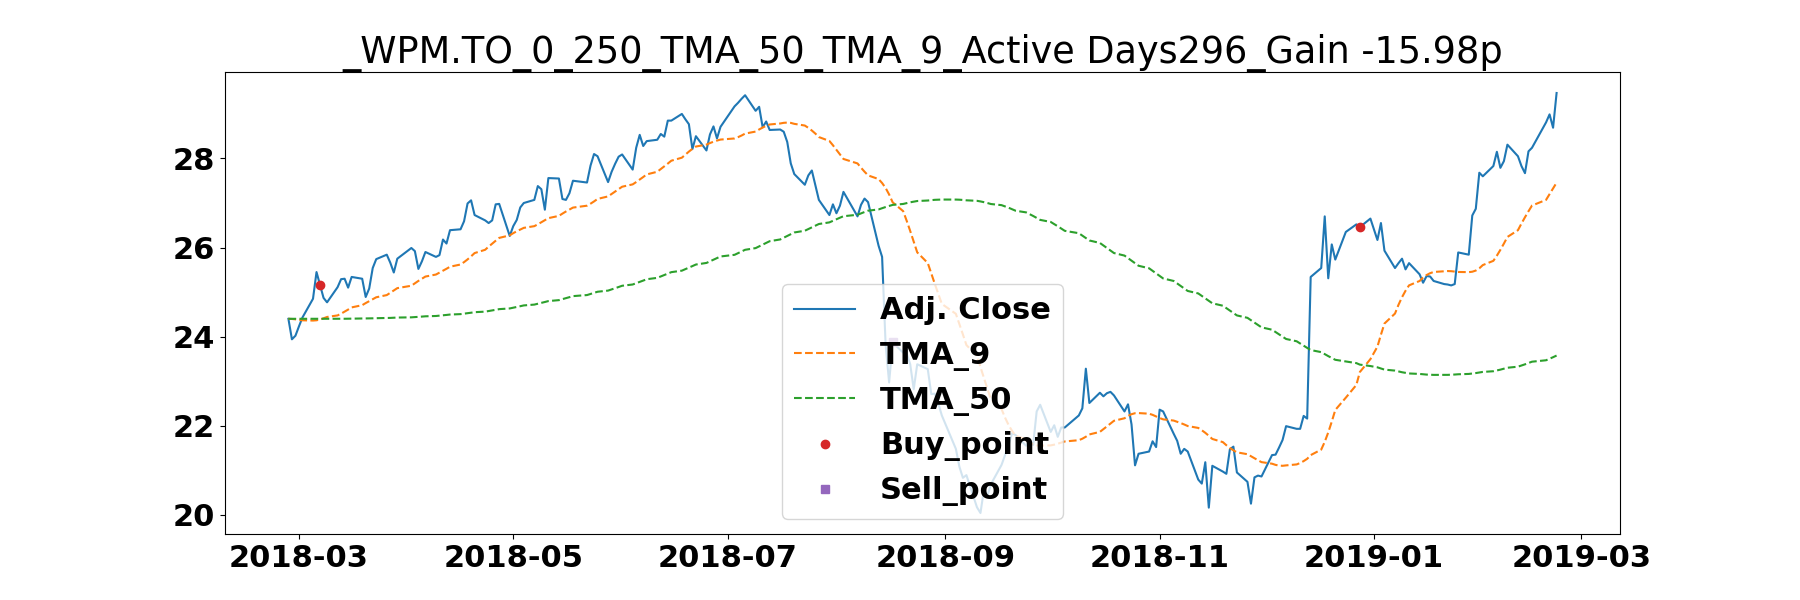 _WPM.TO_0_250_TMA_50_TMA_9_Active Days296_Gain -15.98p
28
26
24
22
20
Adj. Close
TMA_9
TMA_50
Buy_point
Sell_point
2018-03 2018-05 2018-07 2018-09 2018-11 2019-01 2019-03